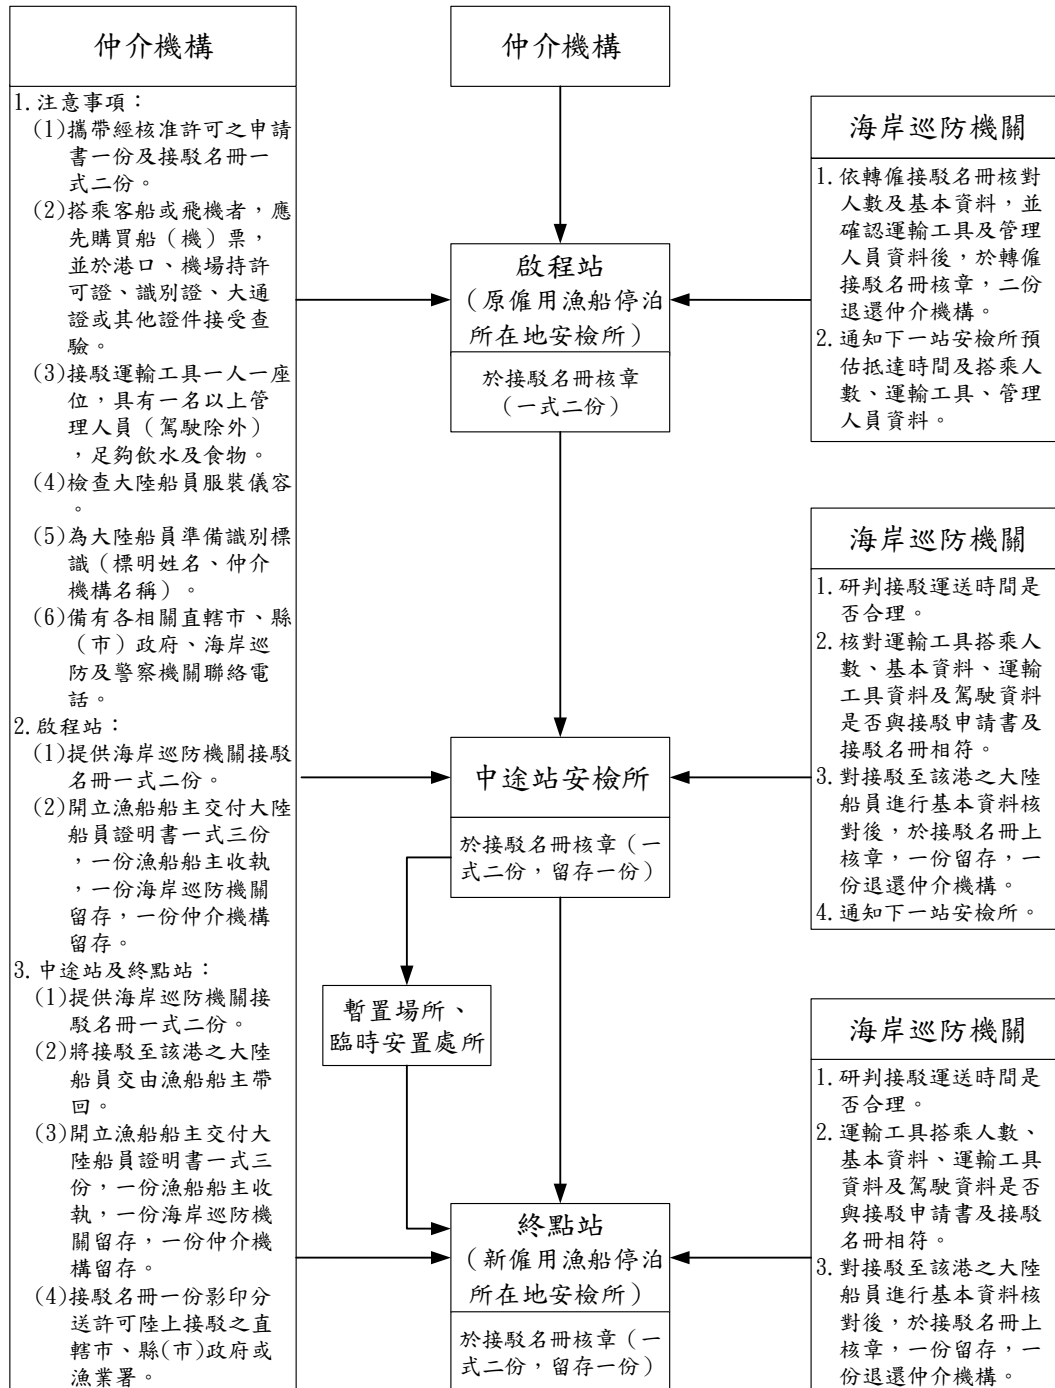 仲介機構
1.注意事項：
(1)攜帶經核准許可之申請
書一份及接駁名冊一
式二份。
(2)搭乘客船或飛機者，應
先購買船（機）票，
並於港口、機場持許
可證、識別證、大通
證或其他證件接受查
驗。
(3)接駁運輸工具一人一座
位，具有一名以上管
理人員（駕駛除外）
，足夠飲水及食物。
(4)檢查大陸船員服裝儀容
。
(5)為大陸船員準備識別標
識（標明姓名、仲介
機構名稱）。
(6)備有各相關直轄市、縣
（市）政府、海岸巡
防及警察機關聯絡電
話。
2.啟程站：
(1)提供海岸巡防機關接駁
名冊一式二份。
(2)開立漁船船主交付大陸
船員證明書一式三份
，一份漁船船主收執
，一份海岸巡防機關
留存，一份仲介機構
留存。
3.中途站及終點站：
(1)提供海岸巡防機關接
駁名冊一式二份。
(2)將接駁至該港之大陸
船員交由漁船船主帶
回。
(3)開立漁船船主交付大
陸船員證明書一式三
份，一份漁船船主收
執，一份海岸巡防機
關留存，一份仲介機
構留存。
(4)接駁名冊一份影印分
送許可陸上接駁之直
轄市、縣(市)政府或
漁業署。
仲介機構
啟程站
（原僱用漁船停泊
所在地安檢所）
於接駁名冊核章
（一式二份）
中途站安檢所
於接駁名冊核章（一
式二份，留存一份）
暫置場所、
臨時安置處所
終點站
（新僱用漁船停泊
所在地安檢所）
於接駁名冊核章（一
式二份，留存一份）
海岸巡防機關
1.依轉僱接駁名冊核對
人數及基本資料，並
確認運輸工具及管理
人員資料後，於轉僱
接駁名冊核章，二份
退還仲介機構。
2.通知下一站安檢所預
估抵達時間及搭乘人
數、運輸工具、管理
人員資料。
海岸巡防機關
1.研判接駁運送時間是
否合理。
2.核對運輸工具搭乘人
數、基本資料、運輸
工具資料及駕駛資料
是否與接駁申請書及
接駁名冊相符。
3.對接駁至該港之大陸
船員進行基本資料核
對後，於接駁名冊上
核章，一份留存，一
份退還仲介機構。
4.通知下一站安檢所。
海岸巡防機關
1.研判接駁運送時間是
否合理。
2.運輸工具搭乘人數、
基本資料、運輸工具
資料及駕駛資料是否
與接駁申請書及接駁
名冊相符。
3.對接駁至該港之大陸
船員進行基本資料核
對後，於接駁名冊上
核章，一份留存，一
份退還仲介機構。